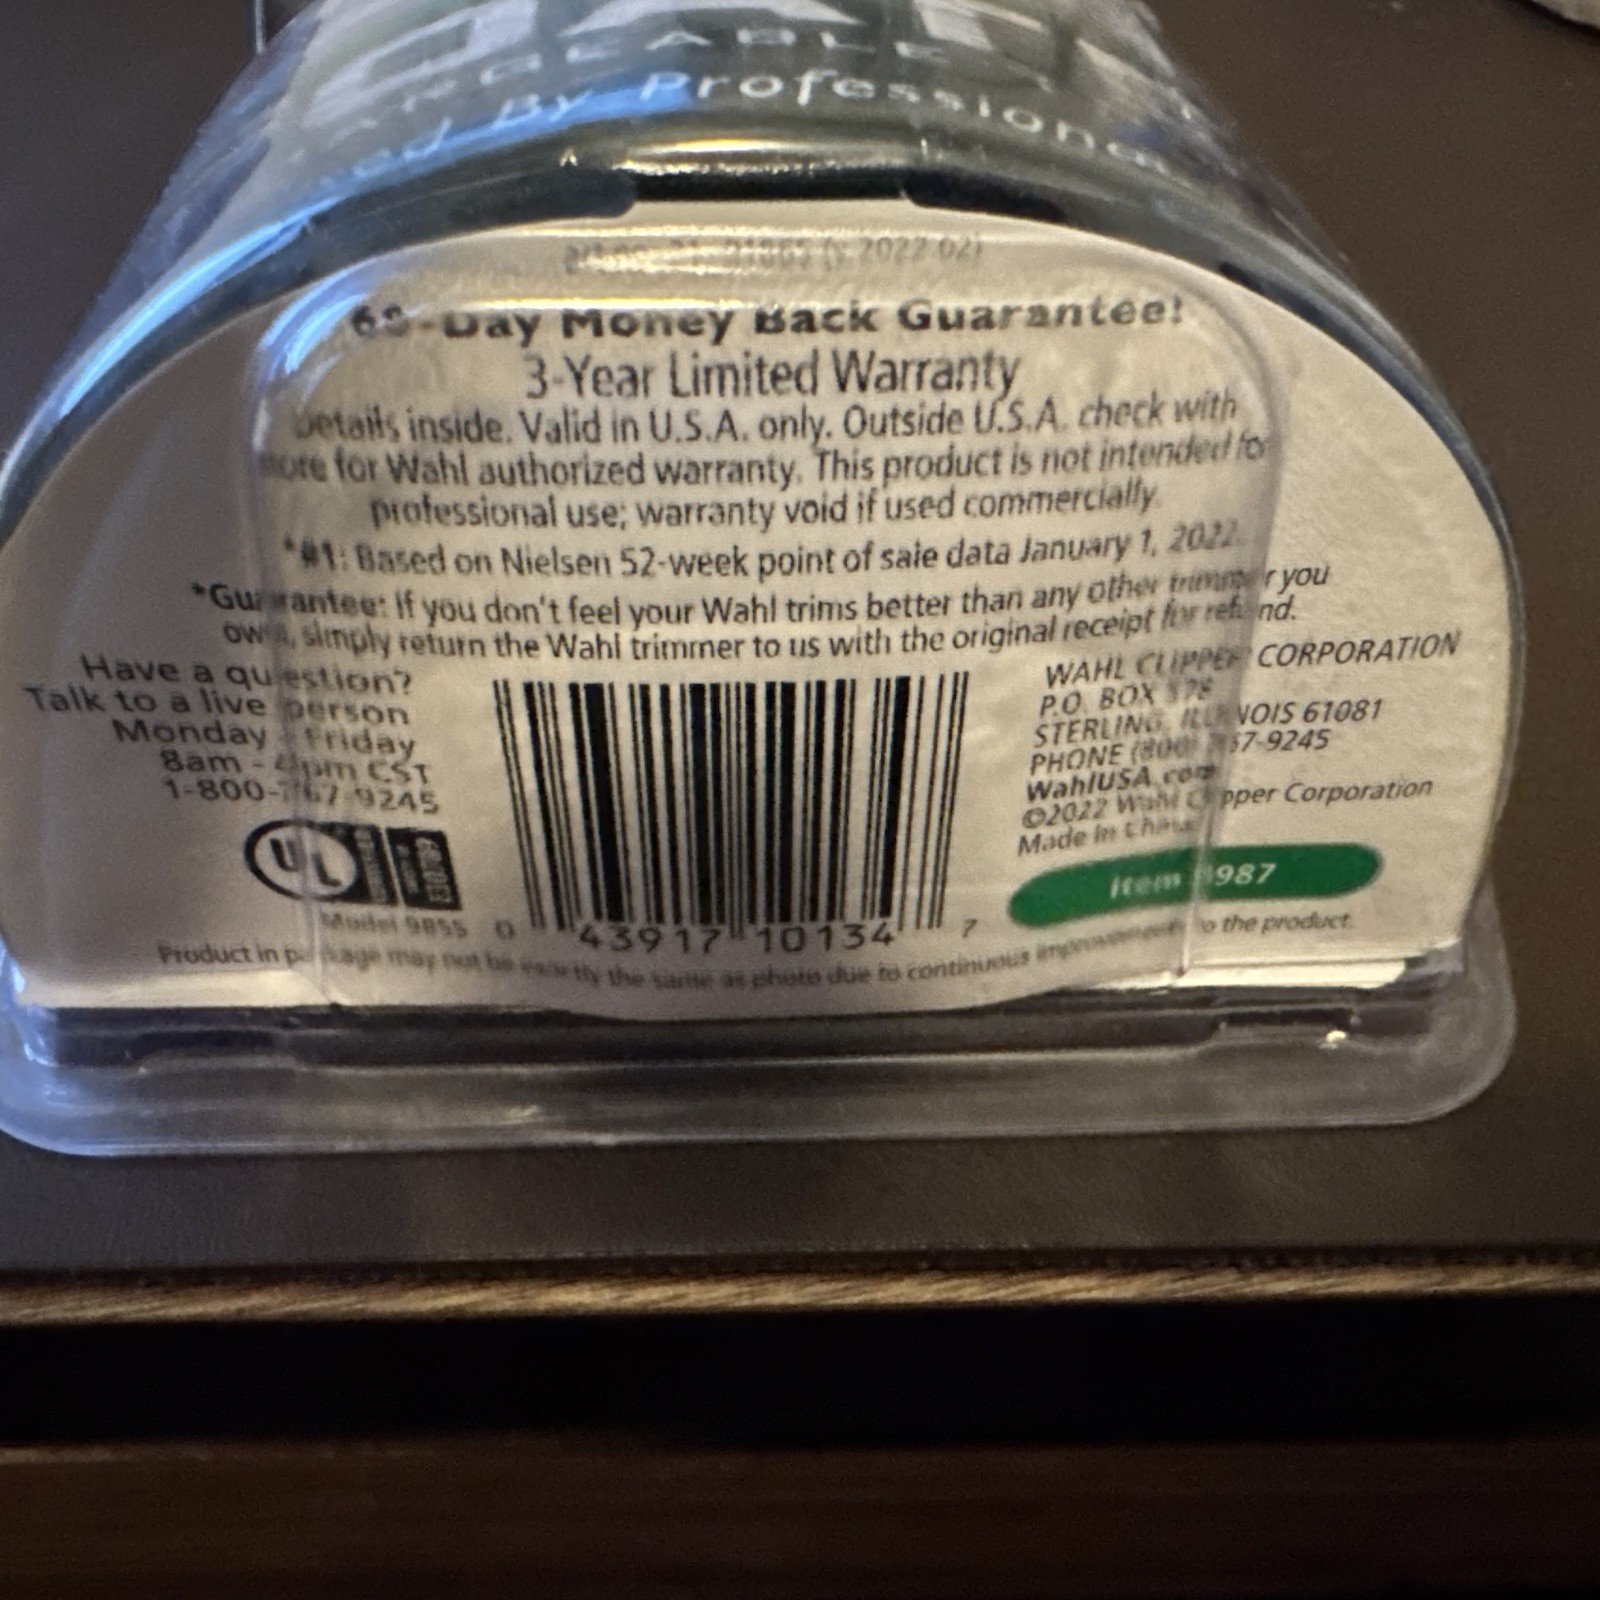 By Professional
21865 (v.2022 02)
60-Day Money Back Guarantee!
3-Year Limited Warranty
Details inside. Valid in U.S.A. only. Outside U.S.A. check with
store for Wahl authorized warranty. This product is not intended for
professional use; warranty void if used commercially.
*#1: Based on Nielsen 52-week point of sale data January 1, 2022.
*Guarantee: If you don't feel your Wahl trims better than any other trimmer you
own, simply return the Wahl trimmer to us with the original receipt for refund.
Have a question?
Talk to a live person
Monday - Friday
8am - 4pm CST
1-800-767-9245
UL
Model 9855
0 43917 10134 7
WAHL CLIPPER CORPORATION
P.O. BOX 578
STERLING, ILLINOIS 61081
PHONE (800) 767-9245
WahlUSA.com
©2022 Wahl Clipper Corporation
Made in China
item 987
Product in package may not be exactly the same as photo due to continuous improvements to the product.